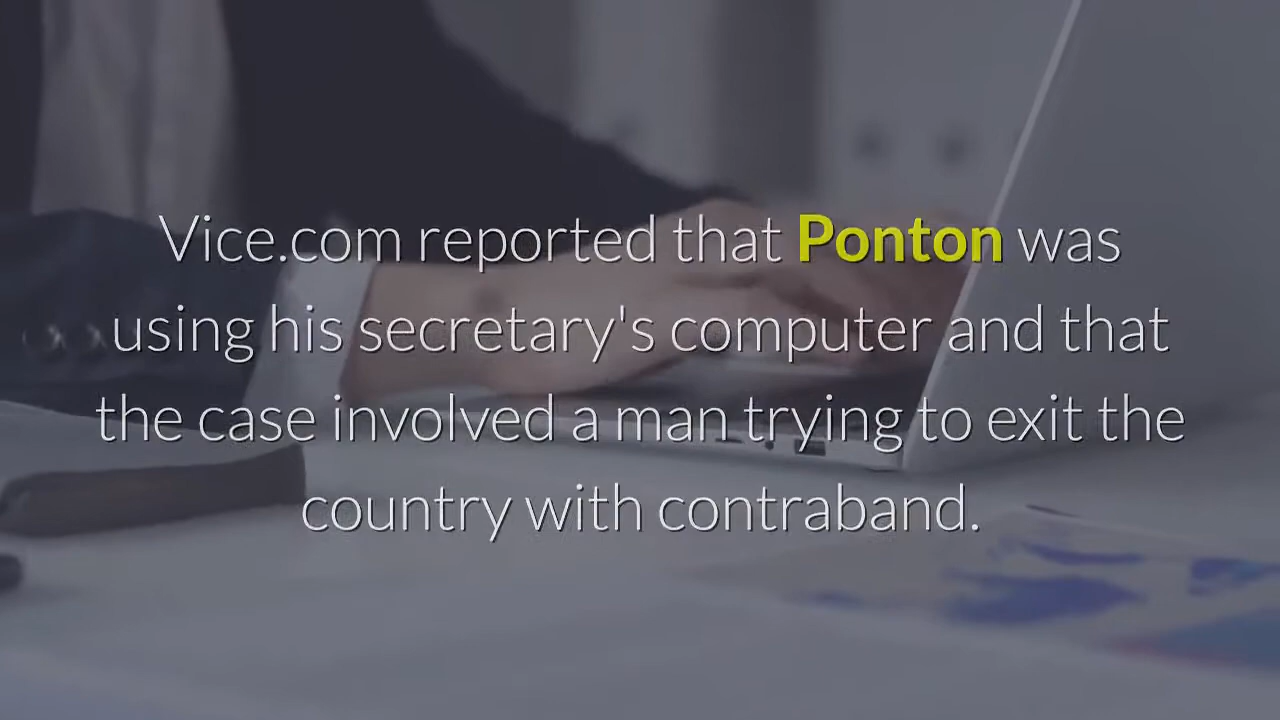 Vice.com reported that Ponton was
using his secretary's computer and that
the case involved a man trying to exit the
country with contraband.